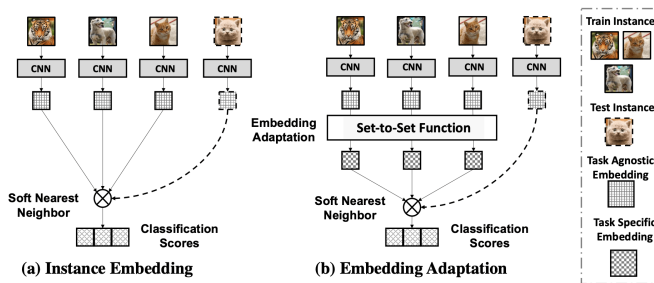 CNN
CNN
CNN
CNN
Soft Nearest
Neighbor
Classification
Scores
(a) Instance Embedding
CNN
CNN
CNN
CNN
Embedding
Adaptation
Set-to-Set Function
Soft Nearest
Neighbor
Classification
Scores
(b) Embedding Adaptation
Train Instance
Test Instance
Task Agnostic
Embedding
Task Specific
Embedding